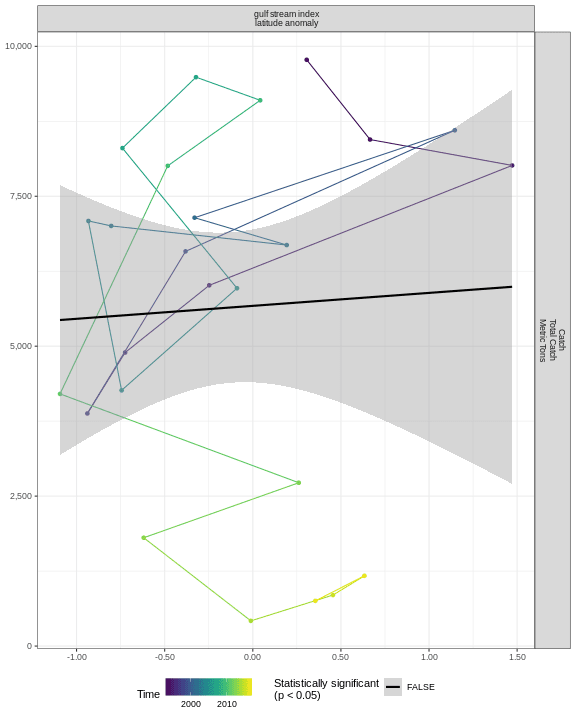 gulf stream index
latitude anomaly
10,000
7,500
5,000
2,500
0
Catch
Total Catch
Metric Tons
-1.00
-0.50
0.00
0.50
1.00
1.50
Time
2000
2010
Statistically significant
(p < 0.05)
FALSE